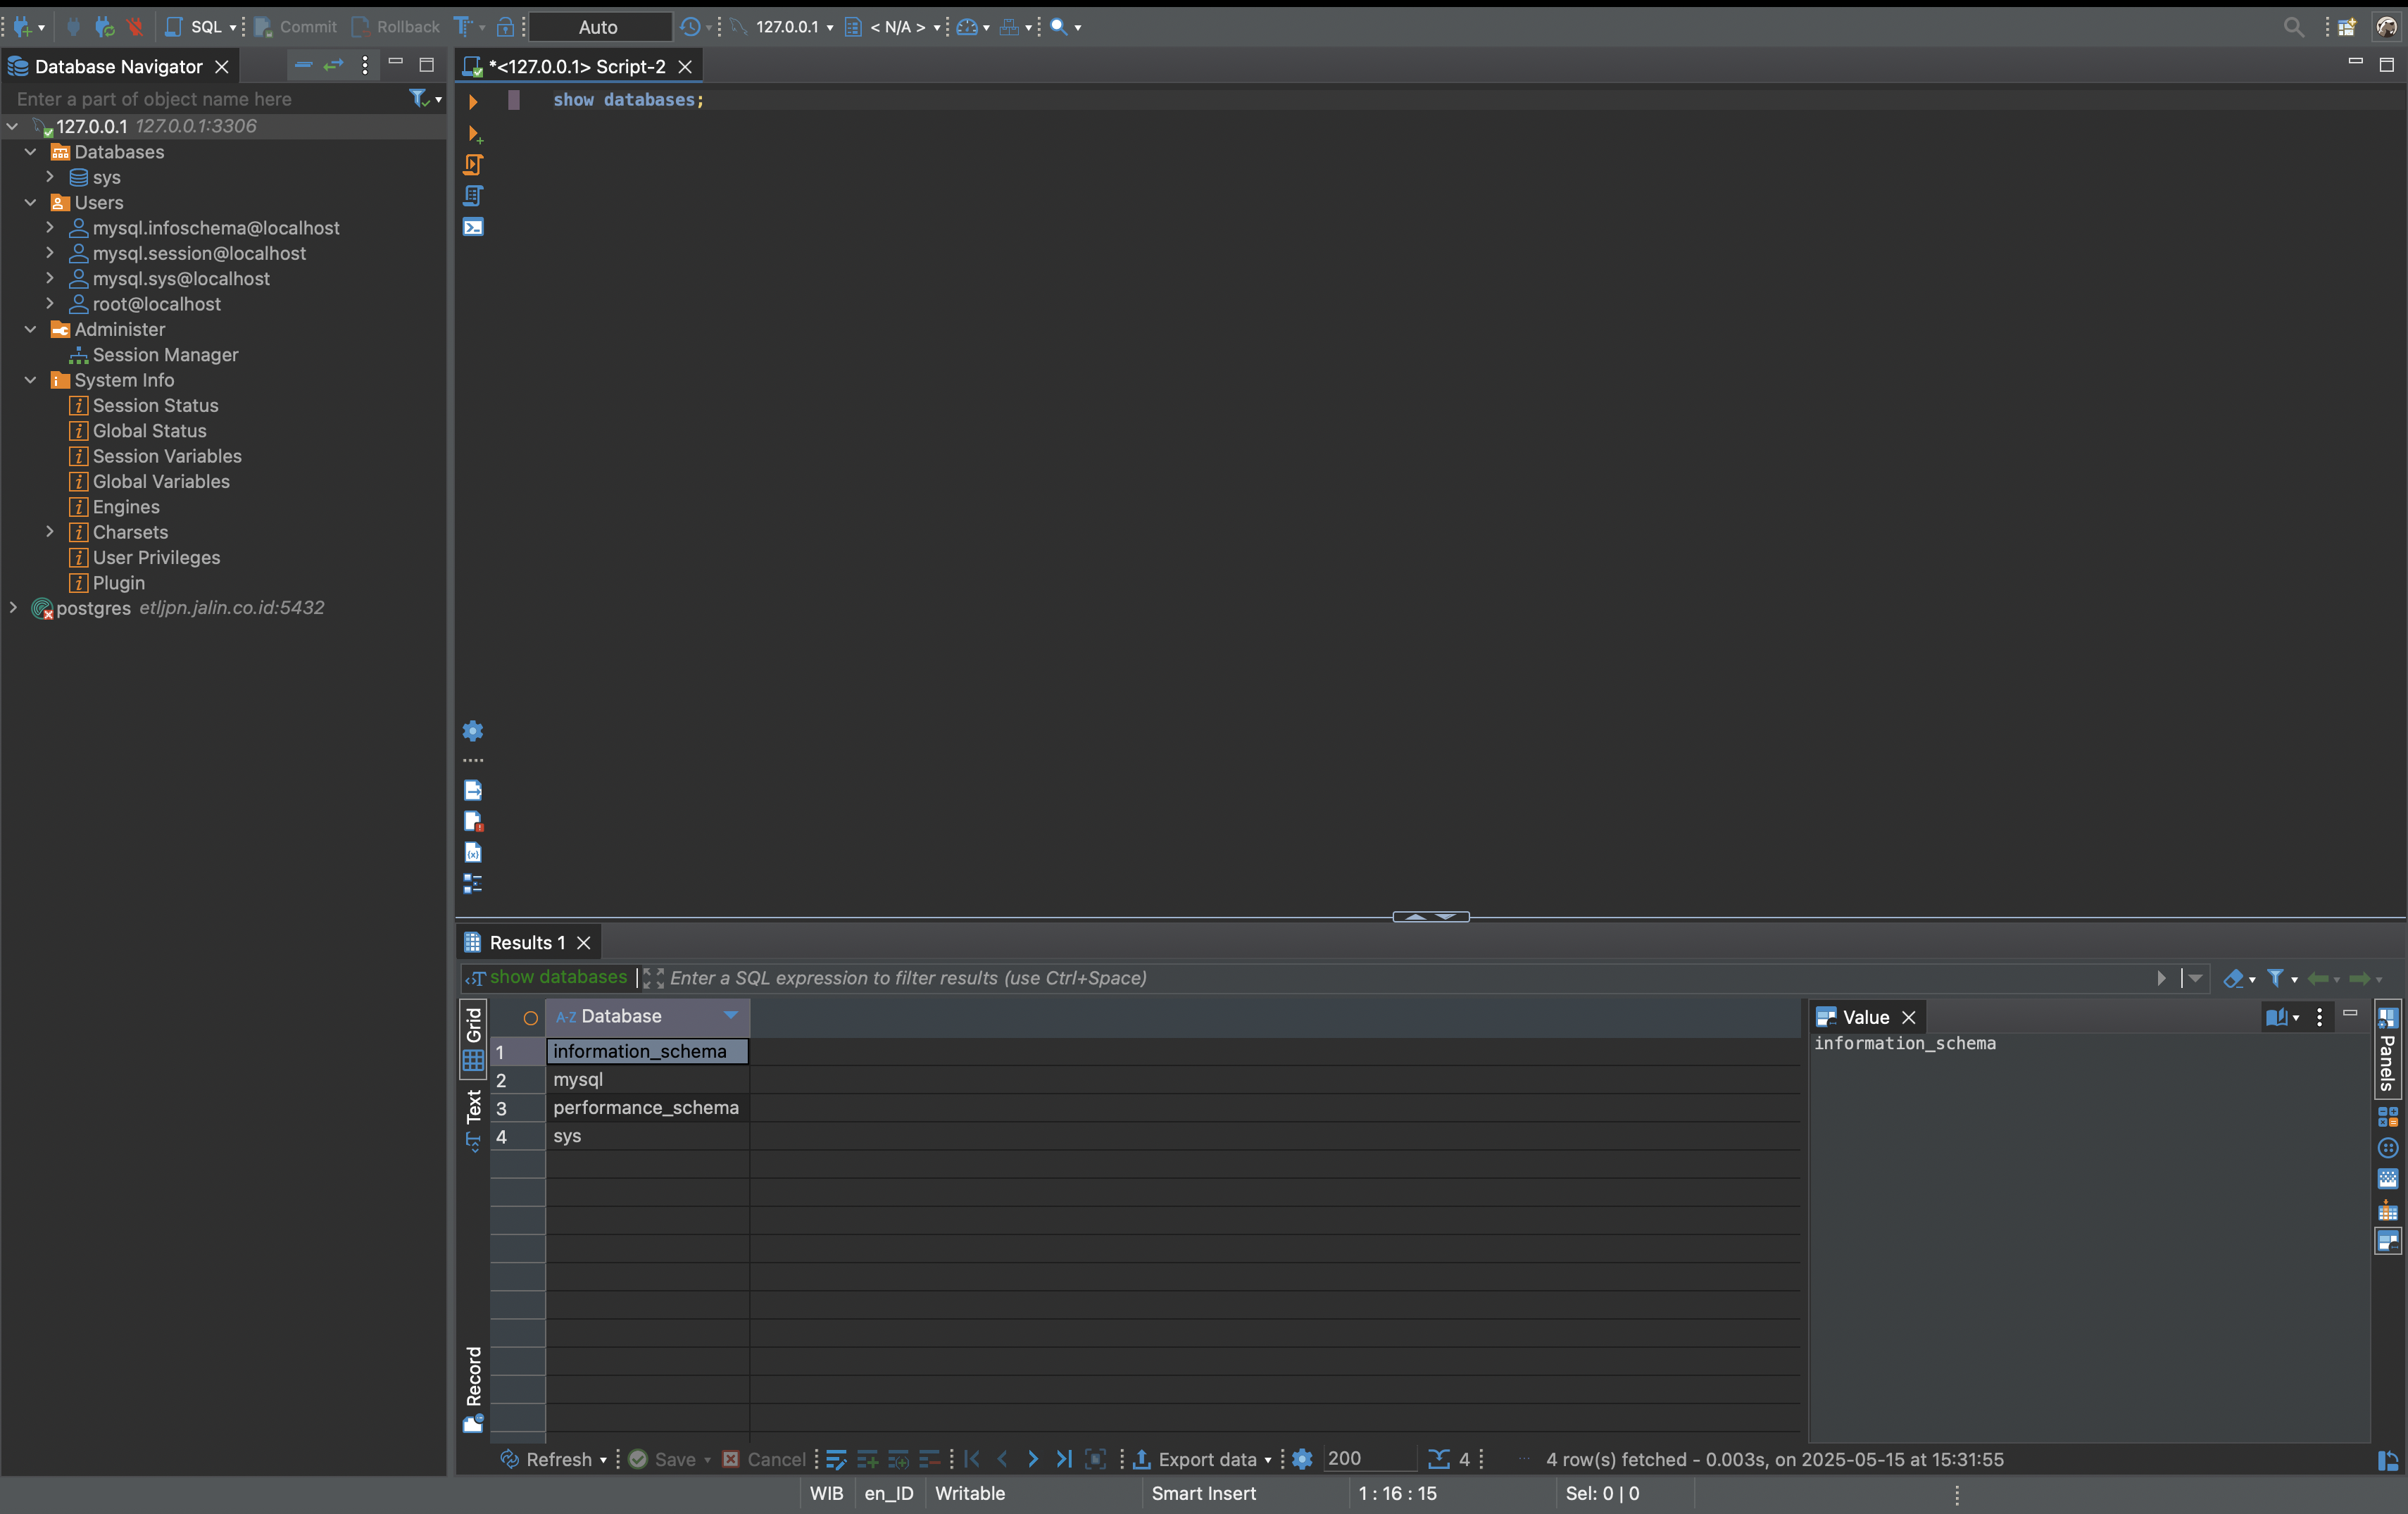 SQL
Commit
Rollback
Auto
127.0.0.1
< N/A >
Database Navigator
Enter a part of object name here
127.0.0.1 127.0.0.1:3306
Databases
sys
Users
mysql.infoschema@localhost
mysql.session@localhost
mysql.sys@localhost
root@localhost
Administer
Session Manager
System Info
Session Status
Global Status
Session Variables
Global Variables
Engines
Charsets
User Privileges
Plugin
postgres etljpn.jalin.co.id:5432
*<127.0.0.1> Script-2
show databases;
Results 1
show databases
Enter a SQL expression to filter results (use Ctrl+Space)
Grid
Text
Record
A-Z Database
1 information_schema
2 mysql
3 performance_schema
4 sys
Value
information_schema
Panels
Refresh
Save
Cancel
Export data
200
4
4 row(s) fetched - 0.003s, on 2025-05-15 at 15:31:55
WIB
en_ID
Writable
Smart Insert
1 : 16 : 15
Sel: 0 | 0